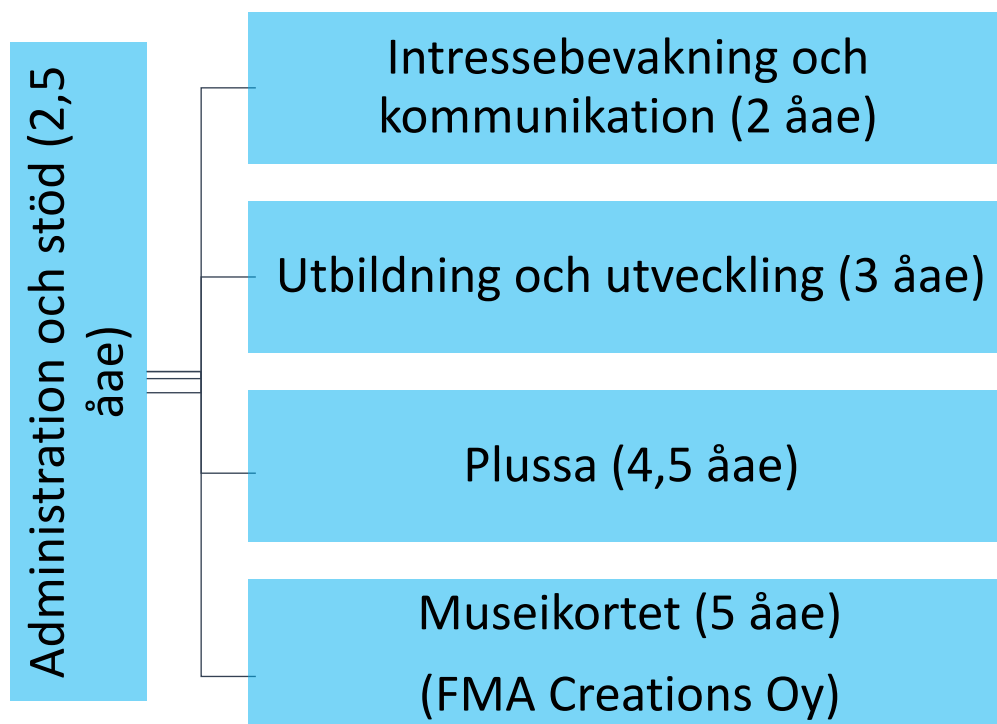 Administration och stöd (2,5
åae)
Intressebevakning och
kommunikation (2 åae)
Utbildning och utveckling (3 åae)
Plussa (4,5 åae)
Museikortet (5 åae)
(FMA Creations Oy)